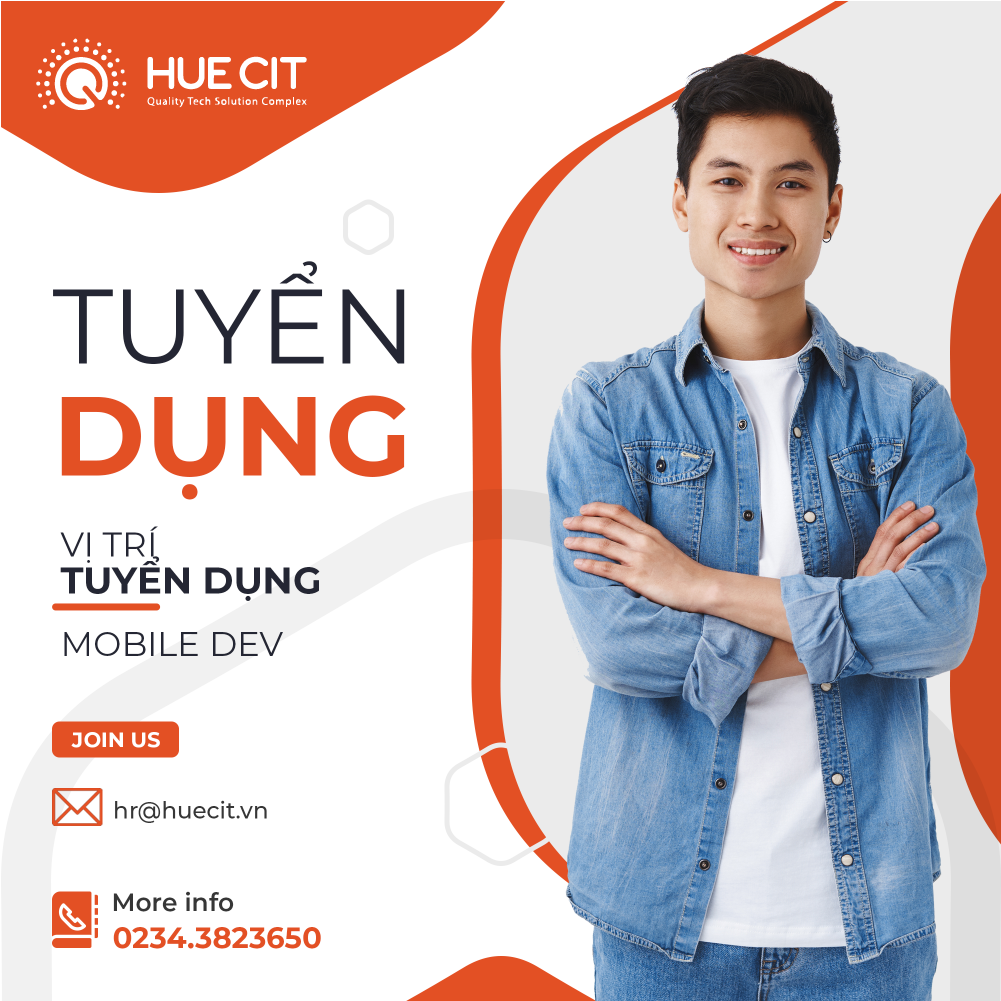 HUE CIT
Quality Tech Solution Complex
TUYỂN
DỤNG
VỊ TRÍ
TUYỂN DỤNG
MOBILE DEV
JOIN US
hr@huecit.vn
More info
0234.3823650